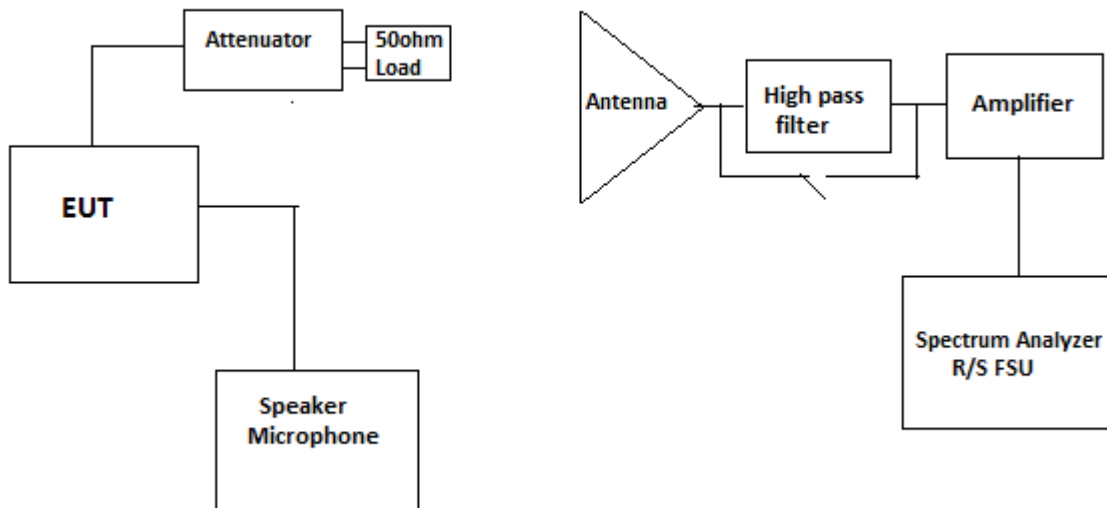 Attenuator
50ohm
Load
EUT
Speaker
Microphone
Antenna
High pass
filter
Amplifier
Spectrum Analyzer
R/S FSU